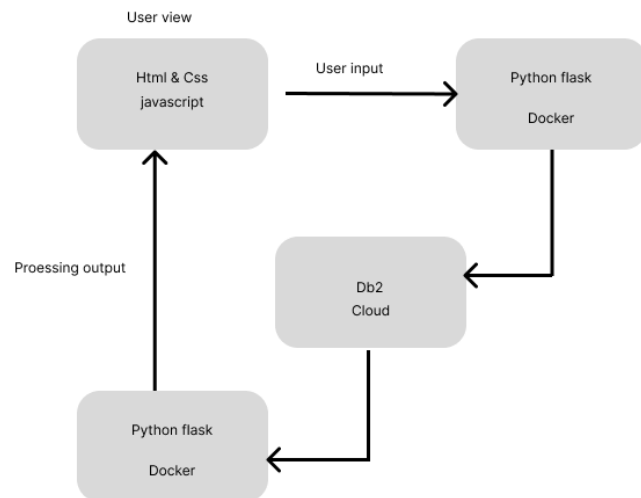 User view
Html & Css
javascript
User input
Python flask
Docker
Db2
Cloud
Proessing output
Python flask
Docker